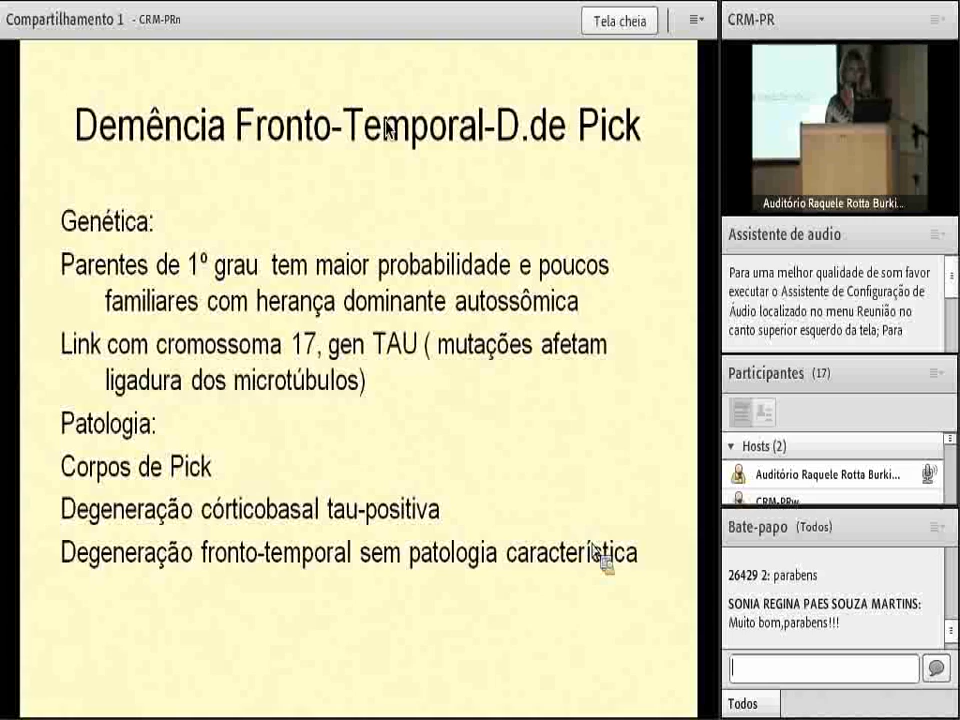 Compartilhamento 1 - CRM-PRn
Tela cheia
Demência Fronto-Temporal-D.de Pick
Genética:
Parentes de 1º grau tem maior probabilidade e poucos
familiares com herança dominante autossômica
Link com cromossoma 17, gen TAU ( mutações afetam
ligadura dos microtúbulos)
Patologia:
Corpos de Pick
Degeneração córticobasal tau-positiva
Degeneração fronto-temporal sem patologia característica
CRM-PR
Auditório Raquele Rotta Burki...
Assistente de audio
Para uma melhor qualidade de som favor
executar o Assistente de Configuração de
Áudio localizado no menu Reunião no
canto superior esquerdo da tela; Para
Participantes (17)
Hosts (2)
Auditório Raquele Rotta Burki...
CRM-PRw
Bate-papo (Todos)
26429 2: parabens
SONIA REGINA PAES SOUZA MARTINS:
Muito bom,parabens!!!
Todos